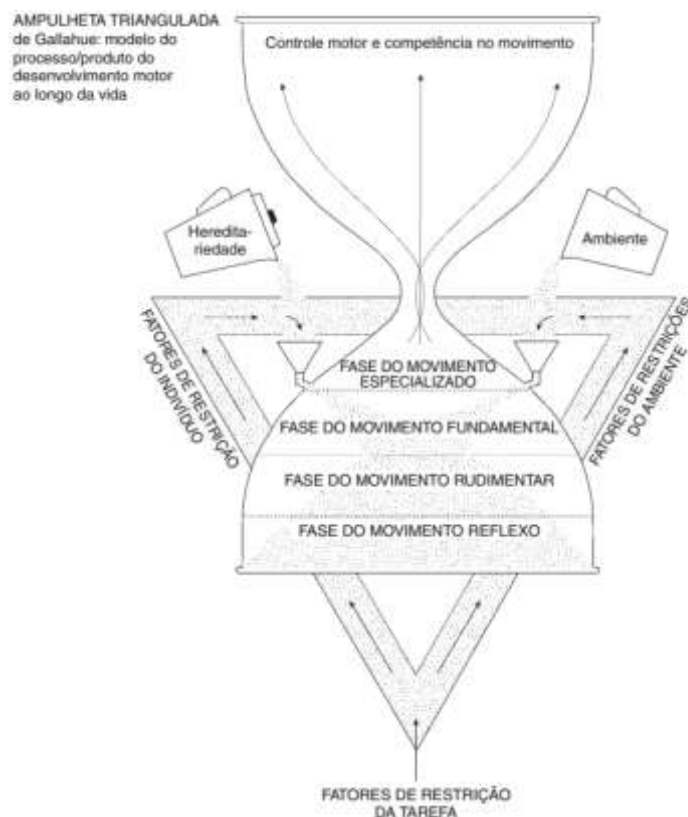 AMPULHETA TRIANGULADA
de Gallahue: modelo do
processo/produto do
desenvolvimento motor
ao longo da vida
Controle motor e competência no movimento
Heredita-
riedade
Ambiente
FATORES DE RESTRIÇÃO
DO INDIVÍDUO
FATORES DE RESTRIÇÕES
DO AMBIENTE
FASE DO MOVIMENTO
ESPECIALIZADO
FASE DO MOVIMENTO FUNDAMENTAL
FASE DO MOVIMENTO RUDIMENTAR
FASE DO MOVIMENTO REFLEXO
FATORES DE RESTRIÇÃO
DA TAREFA